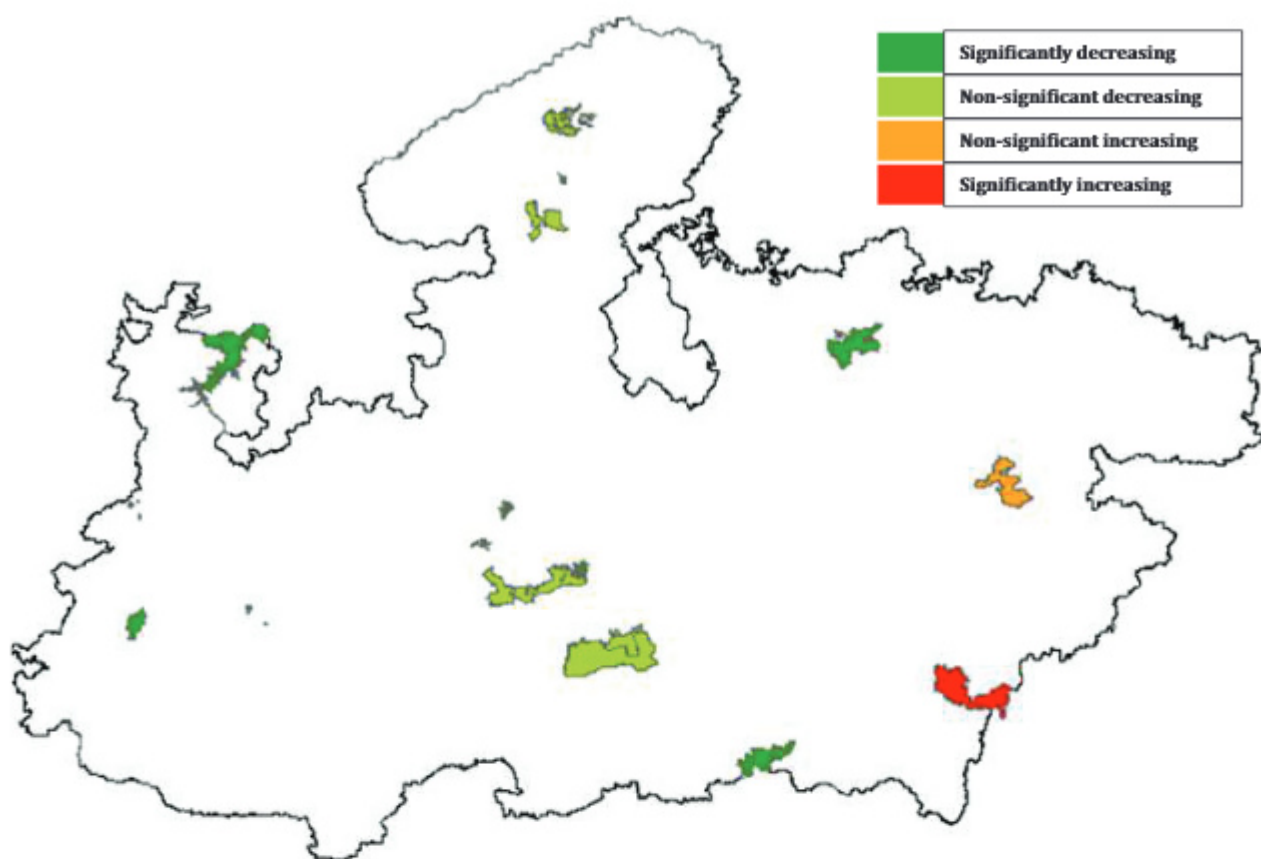 Significantly decreasing
Non-significant decreasing
Non-significant increasing
Significantly increasing